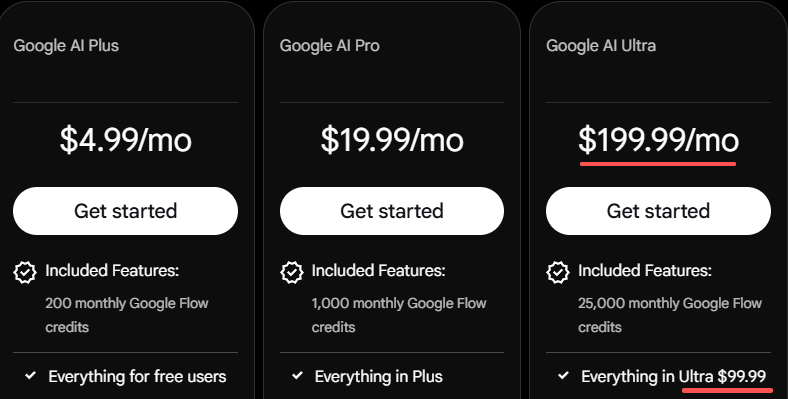 Google AI Plus
$4.99/mo
Get started
Included Features:
200 monthly Google Flow
credits
Everything for free users
Google AI Pro
$19.99/mo
Get started
Included Features:
1,000 monthly Google Flow
credits
Everything in Plus
Google AI Ultra
$199.99/mo
Get started
Included Features:
25,000 monthly Google Flow
credits
Everything in Ultra $99.99